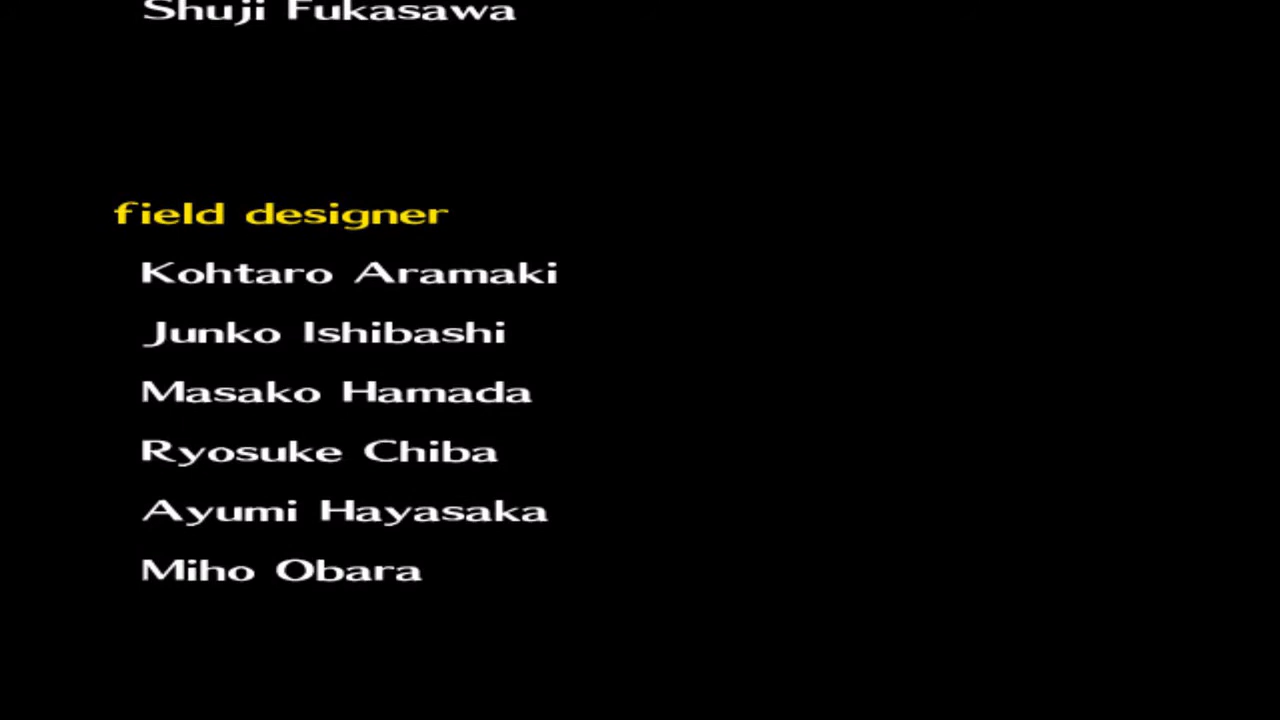 Shuji Fukasawa
field designer
Kohtaro Aramaki
Junko Ishibashi
Masako Hamada
Ryosuke Chiba
Ayumi Hayasaka
Miho Obara